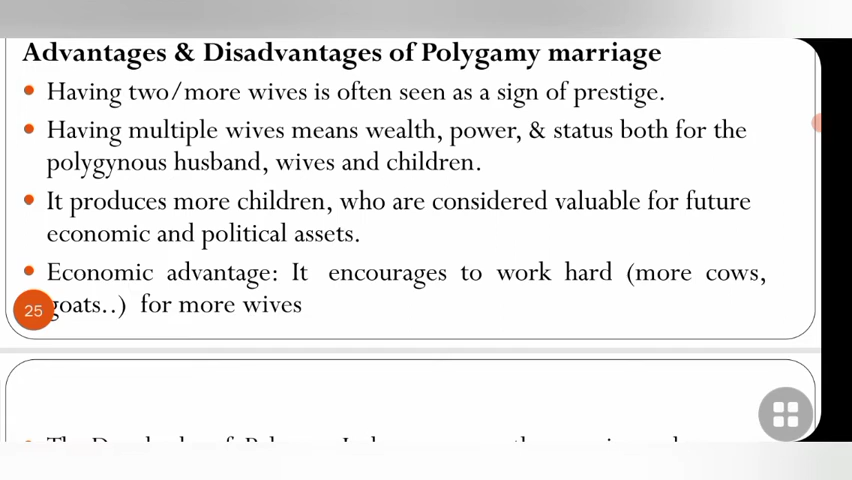 Advantages & Disadvantages of Polygamy marriage
• Having two/more wives is often seen as a sign of prestige.
• Having multiple wives means wealth, power, & status both for the
polygynous husband, wives and children.
• It produces more children, who are considered valuable for future
economic and political assets.
• Economic advantage: It encourages to work hard (more cows,
goats..) for more wives
25